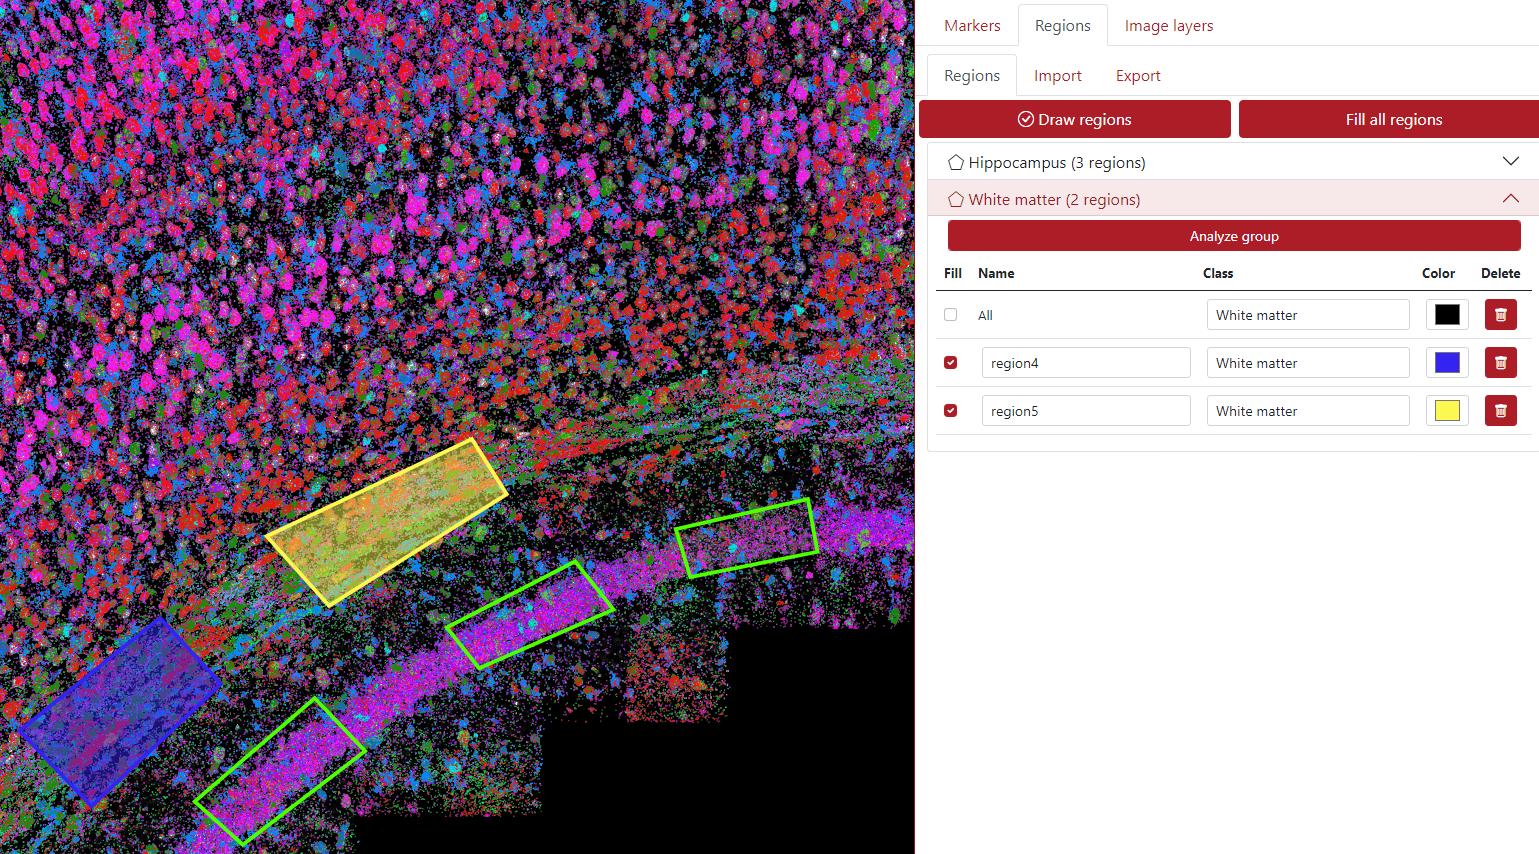 Markers Regions Image layers
Regions Import Export
Draw regions Fill all regions
Hippocampus (3 regions)
White matter (2 regions)
Analyze group
Fill Name Class Color Delete
All White matter
region4 White matter
region5 White matter